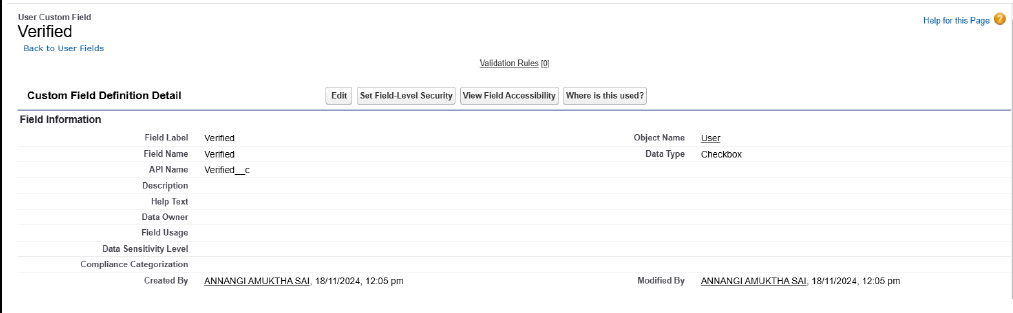 User Custom Field
Verified
Help for this Page ?
Back to User Fields
Validation Rules [0]
Custom Field Definition Detail Edit Set Field-Level Security View Field Accessibility Where is this used?
Field Information
Field Label Verified Object Name User
Field Name Verified Data Type Checkbox
API Name Verified__c
Description
Help Text
Data Owner
Field Usage
Data Sensitivity Level
Compliance Categorization
Created By ANNANGI AMUKTHA SAI, 18/11/2024, 12:05 pm Modified By ANNANGI AMUKTHA SAI, 18/11/2024, 12:05 pm